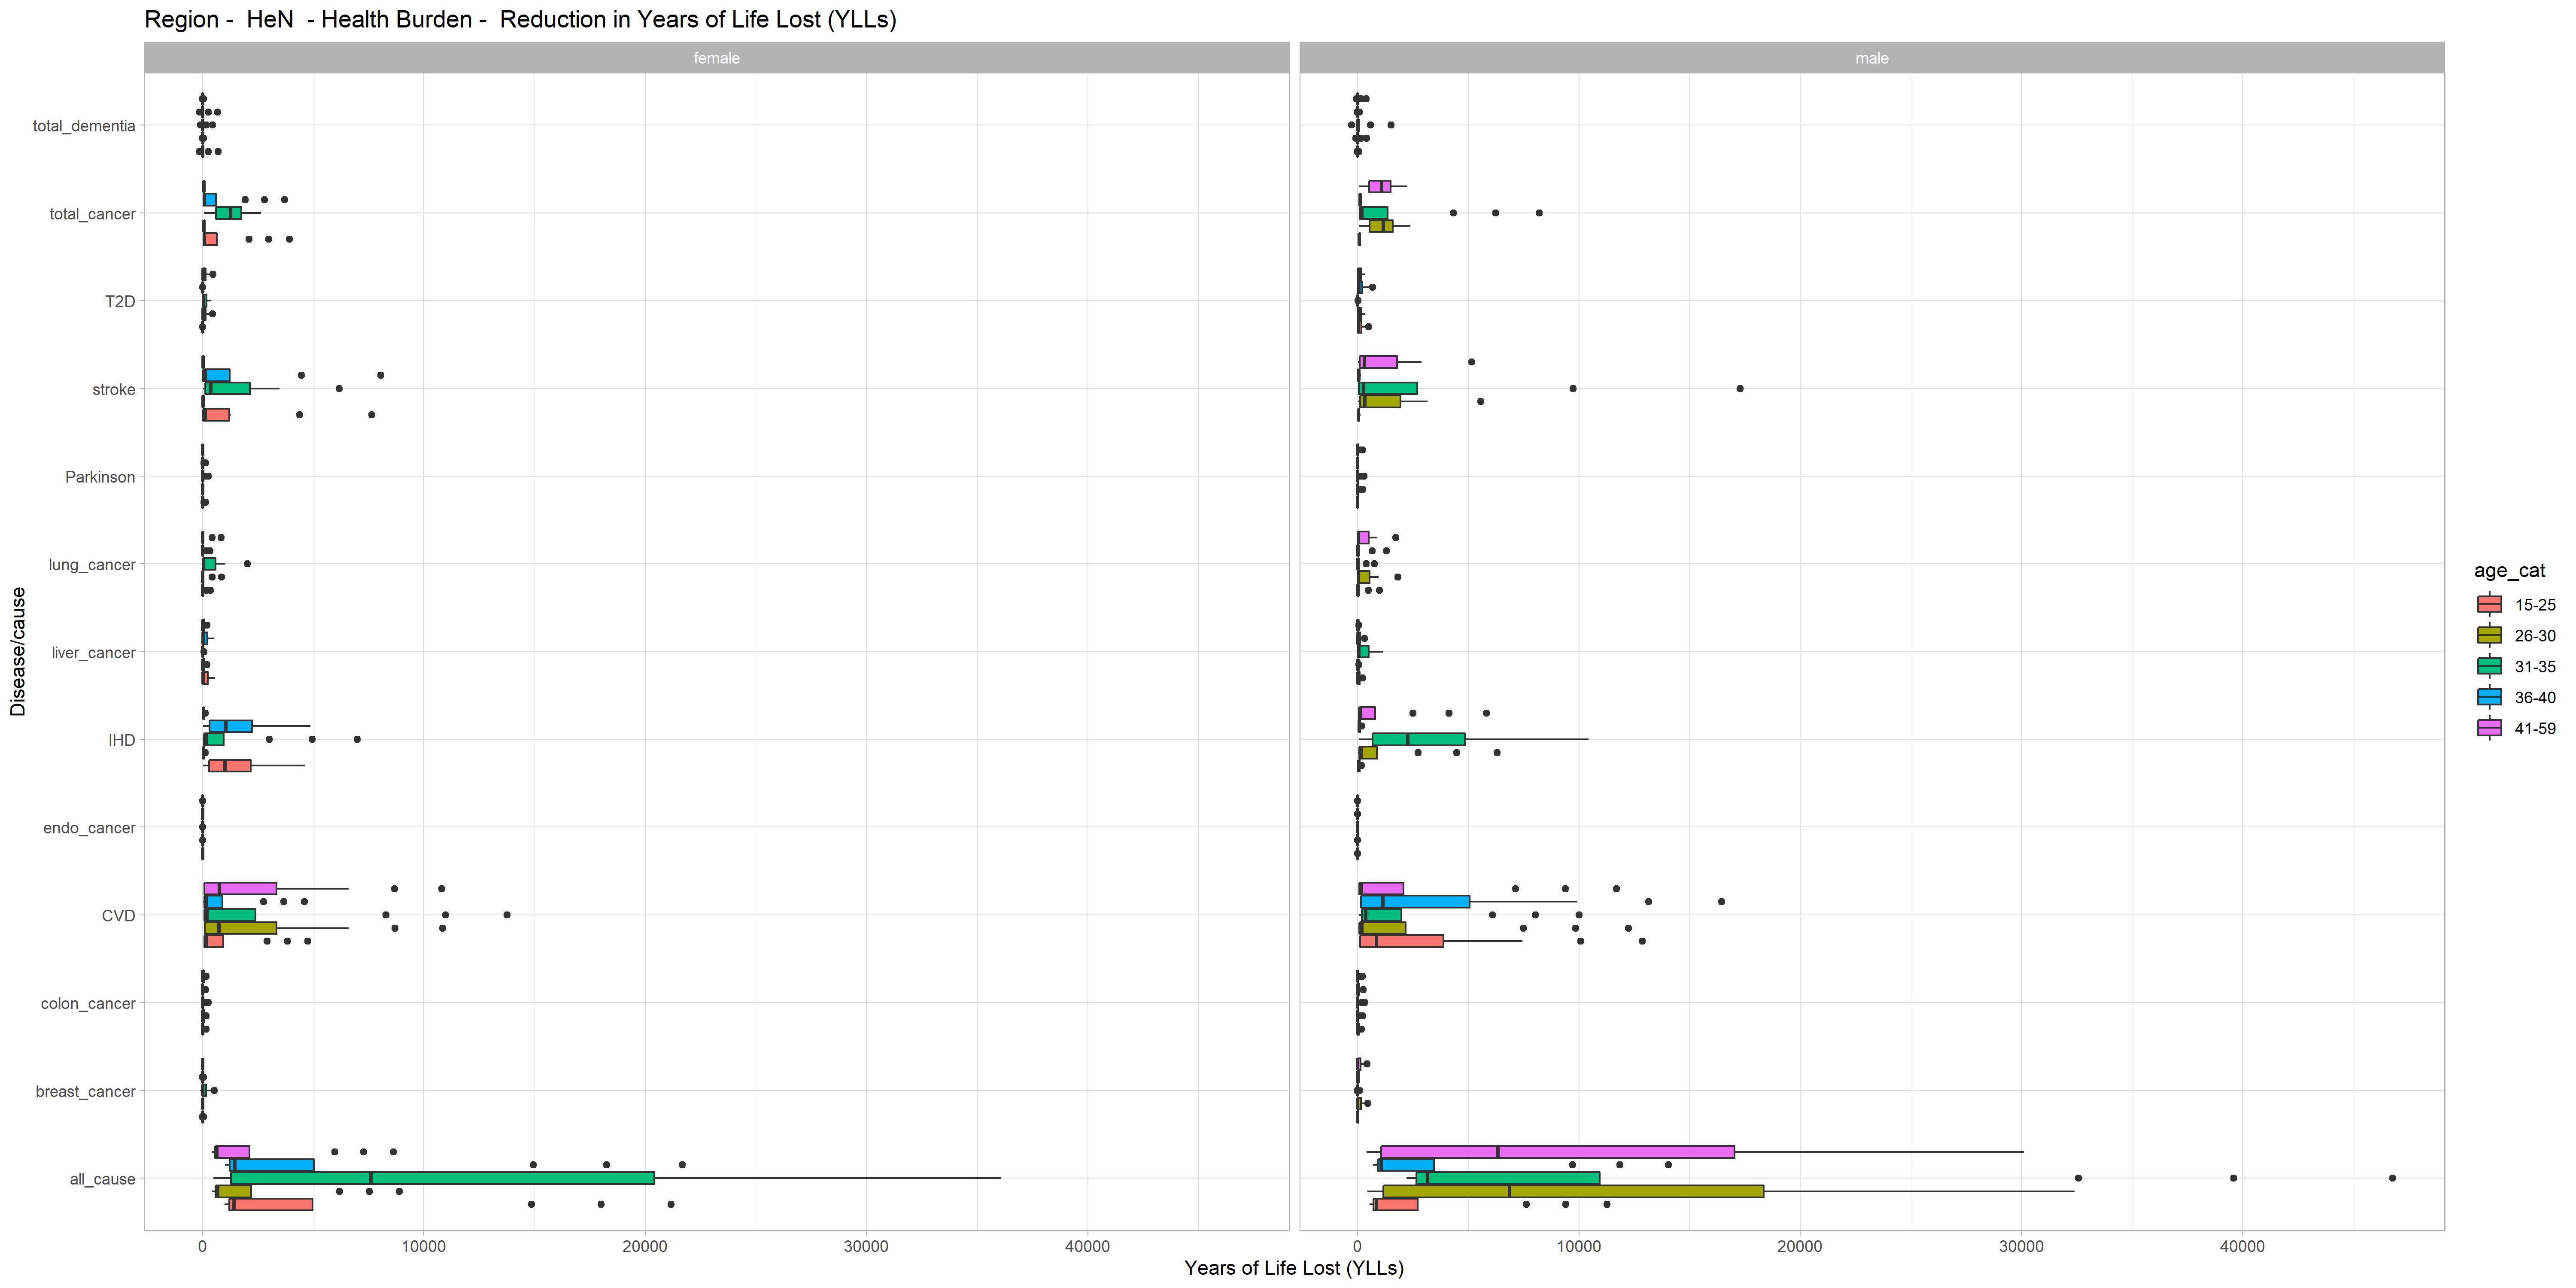 Region -  HeN  - Health Burden -  Reduction in Years of Life Lost (YLLs)
female
male
Disease/cause
total_dementia
total_cancer
T2D
stroke
Parkinson
lung_cancer
liver_cancer
IHD
endo_cancer
CVD
colon_cancer
breast_cancer
all_cause
0 10000 20000 30000 40000
0 10000 20000 30000 40000
Years of Life Lost (YLLs)
age_cat
15-25
26-30
31-35
36-40
41-59